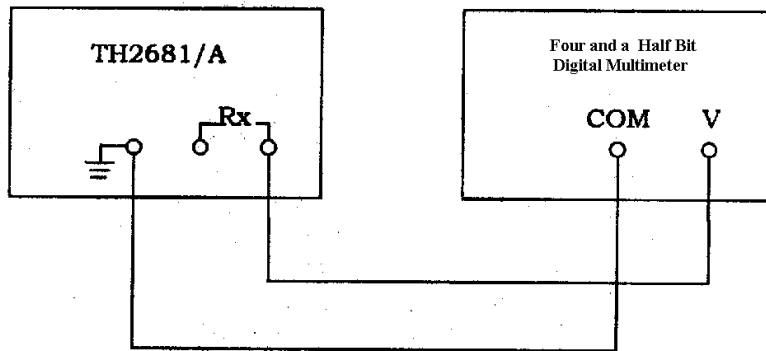 TH2681/A
Rx
Four and a Half Bit
Digital Multimeter
COM V